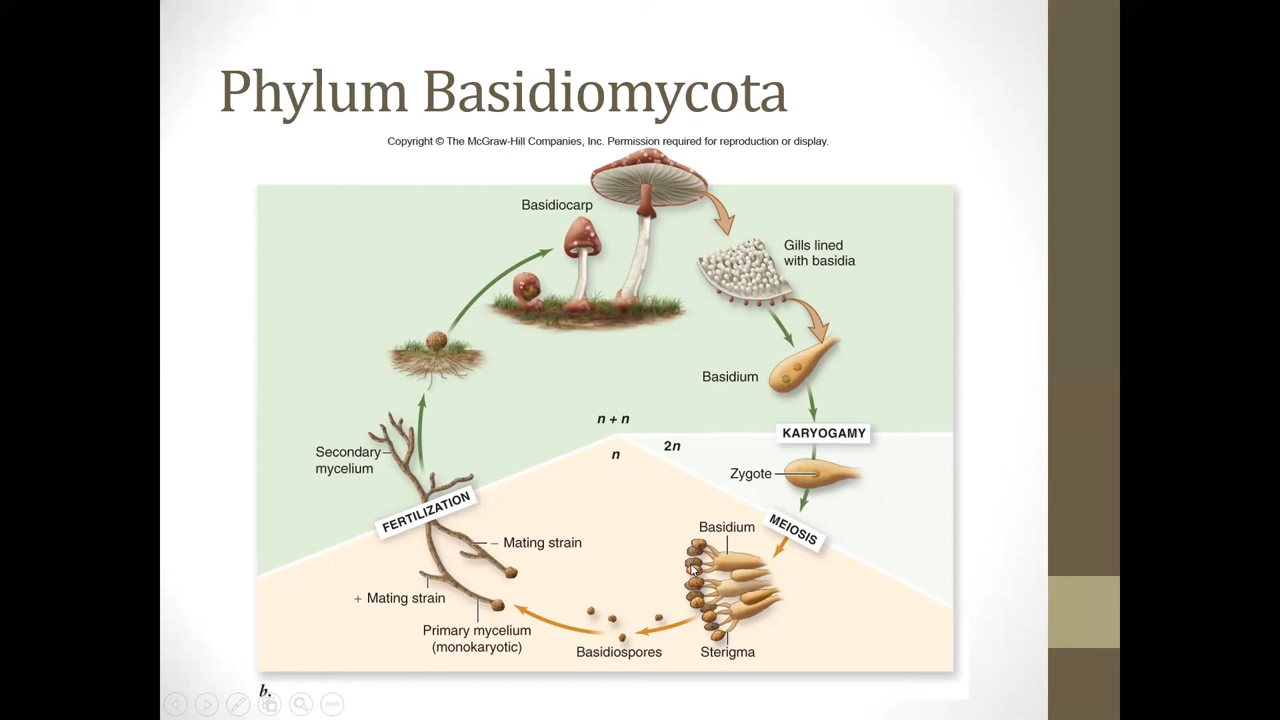 Phylum Basidiomycota
Copyright © The McGraw-Hill Companies, Inc. Permission required for reproduction or display.
Basidiocarp
Gills lined
with basidia
Basidium
n + n
KARYOGAMY
n
2n
Secondary
mycelium
Zygote
FERTILIZATION
MEIOSIS
Basidium
– Mating strain
+ Mating strain
Primary mycelium
(monokaryotic)
Basidiospores
Sterigma
b.